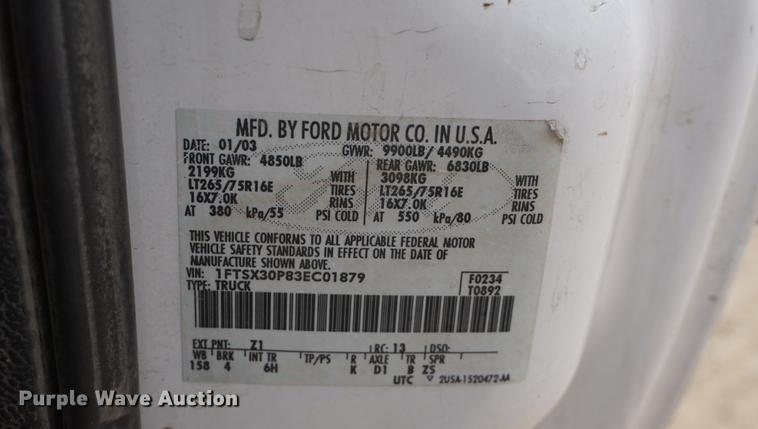 MFD. BY FORD MOTOR CO. IN U.S.A.
DATE: 01/03 GVWR: 9900LB/ 4490KG
FRONT GAWR: 4850LB REAR GAWR: 6830LB
2199KG WITH 3098KG WITH
LT265/75R16E TIRES LT265/75R16E TIRES
16X7.0K RINS 16X7.0K RINS
AT 380 kPa/55 PSI COLD AT 550 kPa/80 PSI COLD
THIS VEHICLE CONFORMS TO ALL APPLICABLE FEDERAL MOTOR
VEHICLE SAFETY STANDARDS IN EFFECT ON THE DATE OF
MANUFACTURE SHOWN ABOVE.
VIN: 1FTSX30P83EC01879 F0234
TYPE: TRUCK T0892
EXT PNT: Z1 RC: 13 DSO:
WB BRK INT TR TP/PS R AXLE TR SPR
158 4 6H K D1 B ZS
UTC 2U5A-1520472-AA
Purple Wave Auction